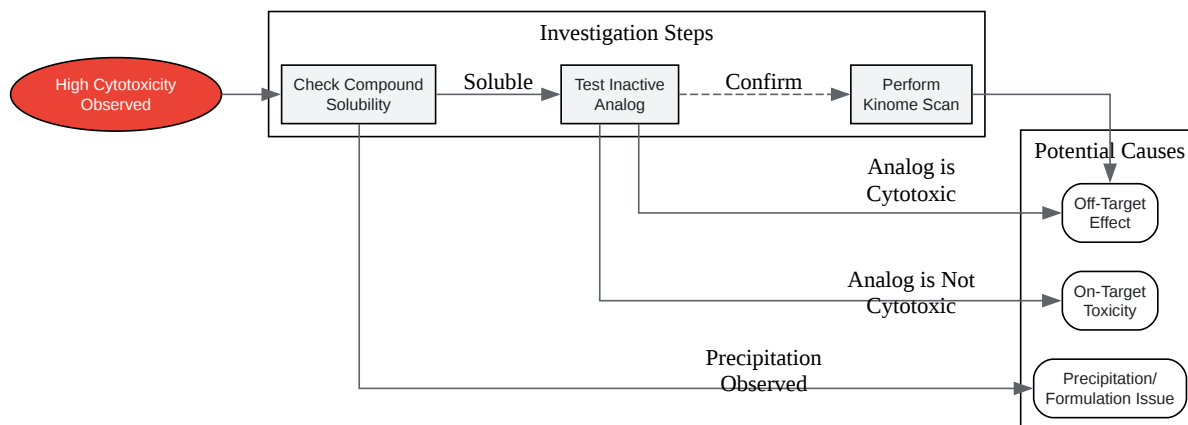 Investigation Steps
High Cytotoxicity
Observed
Check Compound
Solubility
Soluble
Test Inactive
Analog
Confirm
Perform
Kinome Scan
Potential Causes
Analog is
Cytotoxic
Off-Target
Effect
Analog is Not
Cytotoxic
On-Target
Toxicity
Precipitation
Observed
Precipitation/
Formulation Issue